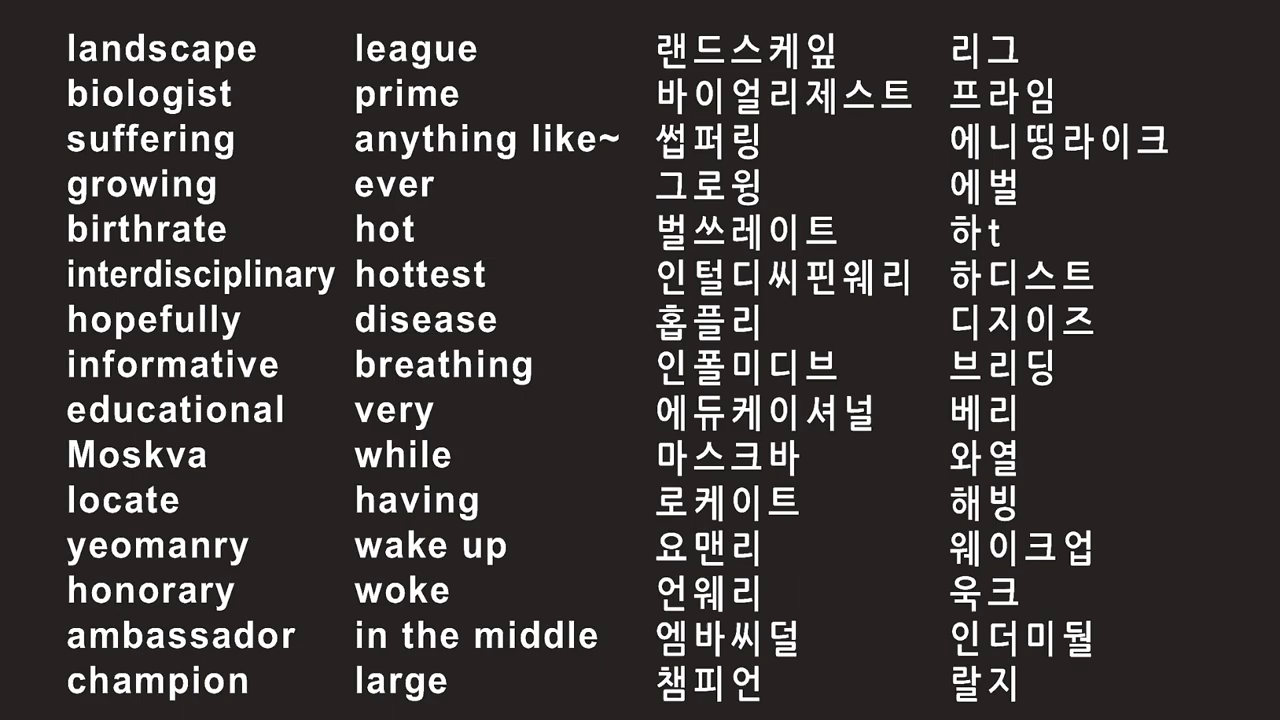 landscape league 랜드스케잎 리그
biologist prime 바이얼리제스트 프라임
suffering anything like~ 썹퍼링 에니띵라이크
growing ever 그로윙 에벌
birthrate hot 벌쓰레이트 하t
interdisciplinary hottest 인털디씨핀웨리 하디스트
hopefully disease 홉플리 디지이즈
informative breathing 인폴미디브 브리딩
educational very 에듀케이셔널 베리
Moskva while 마스크바 와열
locate having 로케이트 해빙
yeomanry wake up 요맨리 웨이크업
honorary woke 언웨리 욱크
ambassador in the middle 엠바씨덜 인더미뒬
champion large 챔피언 랄지